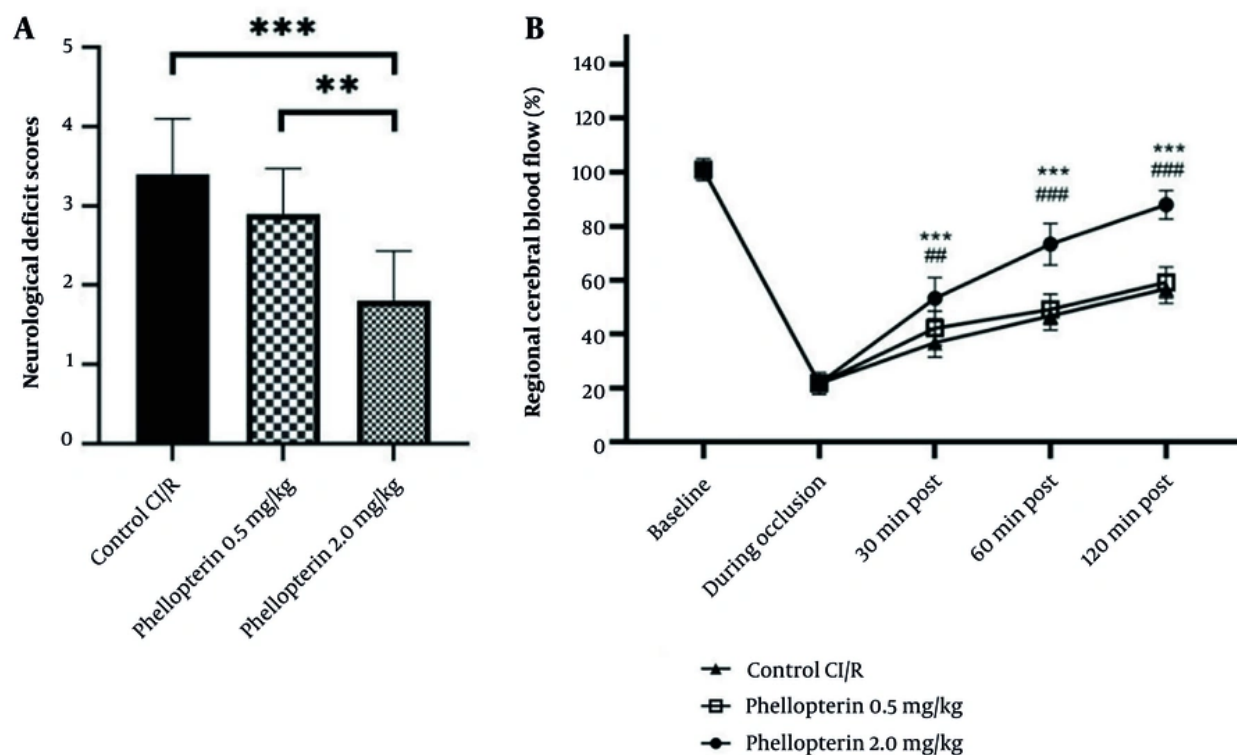 A
Neurological deficit scores
5
4
3
2
1
0
***
**
Control CI/R
Phellopterin 0.5 mg/kg
Phellopterin 2.0 mg/kg
B
Regional cerebral blood flow (%)
140
120
100
80
60
40
20
0
***
##
***
###
***
###
Baseline
During occlusion
30 min post
60 min post
120 min post
Control CI/R
Phellopterin 0.5 mg/kg
Phellopterin 2.0 mg/kg